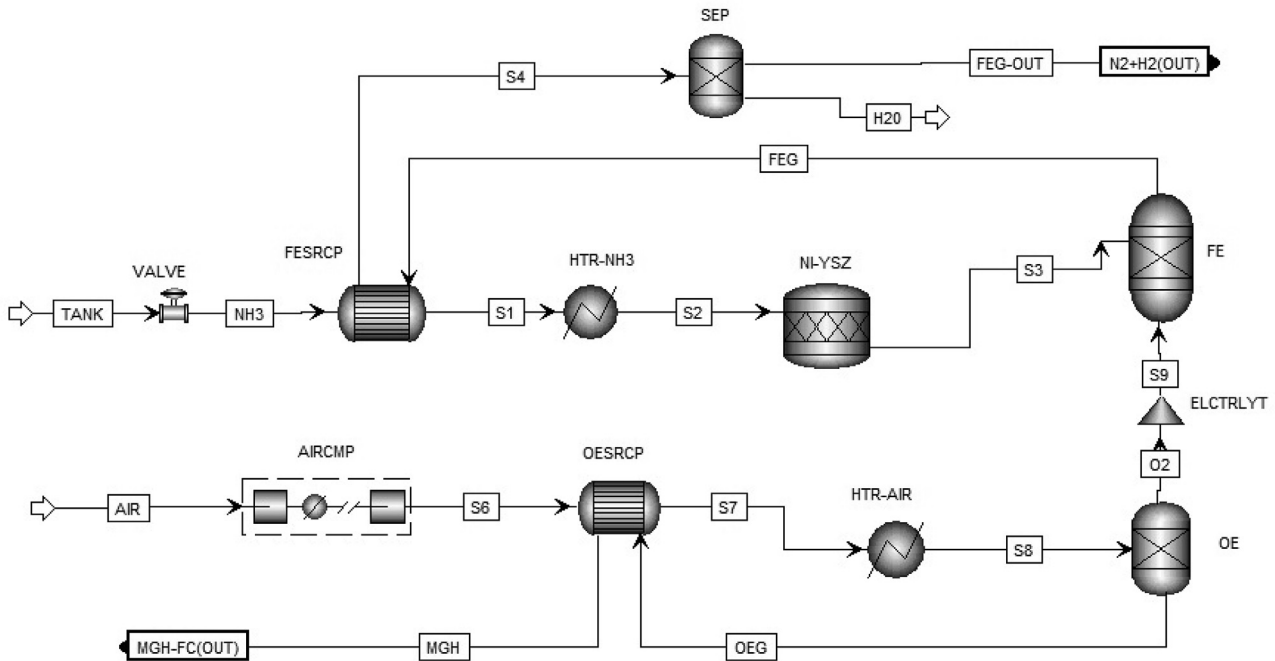 SEP
S4
FEG-OUT
N2+H2(OUT)
H20
FEG
FE
FESRCP
HTR-NH3
NI-YSZ
S3
VALVE
TANK
NH3
S1
S2
S9
ELCTRLYT
AIRCMP
OESRCP
O2
HTR-AIR
AIR
S6
S7
S8
OE
MGH-FC(OUT)
MGH
OEG